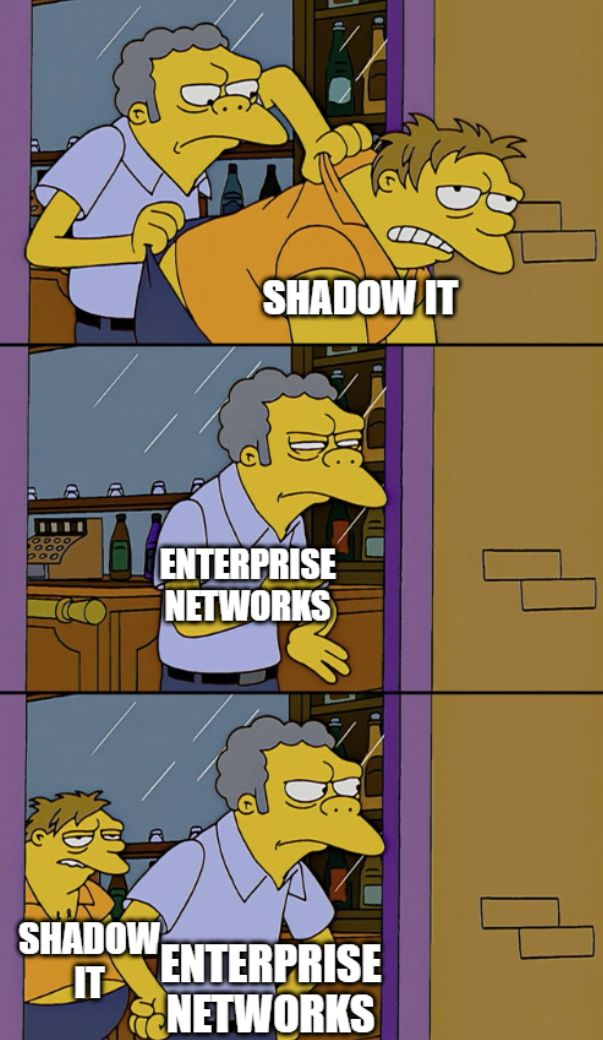 SHADOW IT
ENTERPRISE
NETWORKS
SHADOW
IT
ENTERPRISE
NETWORKS